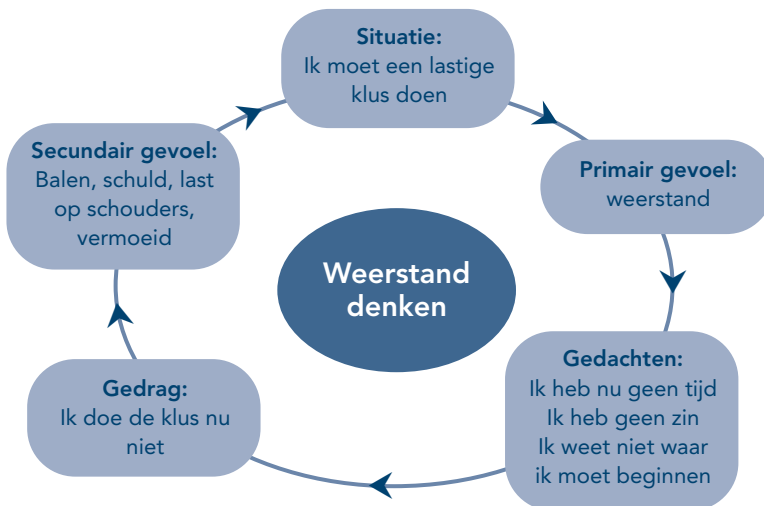 Situatie:
Ik moet een lastige
klus doen
Primair gevoel:
weerstand
Gedachten:
Ik heb nu geen tijd
Ik heb geen zin
Ik weet niet waar
ik moet beginnen
Gedrag:
Ik doe de klus nu
niet
Secundair gevoel:
Balen, schuld, last
op schouders,
vermoeid
Weerstand
denken